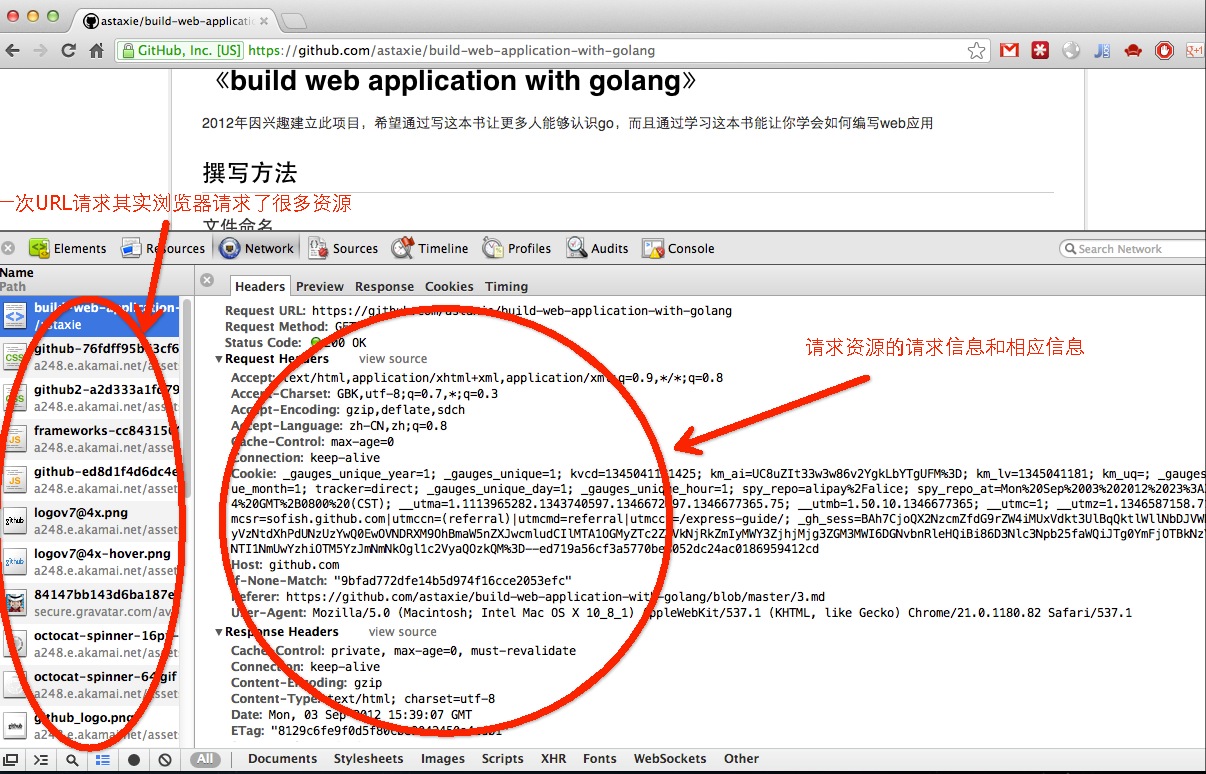 astaxie/build-web-applicatio
GitHub, Inc. [US] https://github.com/astaxie/build-web-application-with-golang
《build web application with golang》
2012年因兴趣建立此项目，希望通过写这本书让更多人能够认识go，而且通过学习这本书能让你学会如何编写web应用
撰写方法
一次URL请求其实浏览器请求了很多资源
文件命名
Elements Resources Network Sources Timeline Profiles Audits Console Search Network
Name
Path
Headers Preview Response Cookies Timing
build-web-application-
/astaxie
github-76fdff95
a248.e.akamai.net/asset
github2-a2d333a1fd79
a248.e.akamai.net/asset
frameworks-cc84315
a248.e.akamai.net/asset
github-ed8d1f4d6dc4e
a248.e.akamai.net/asset
logov7@4x.png
a248.e.akamai.net/asset
logov7@4x-hover.png
a248.e.akamai.net/asset
84147bb143d6ba187e
secure.gravatar.com/av
octocat-spinner-16px-
a248.e.akamai.net/asset
octocat-spinner-64.gif
a248.e.akamai.net/asset
github_logo.png
a248.e.akamai.net/asset
Request URL: https://github.com/astaxie/build-web-application-with-golang
Request Method: GET
Status Code: 200 OK
Request Headers view source
请求资源的请求信息和相应信息
Accept: text/html,application/xhtml+xml,application/xml;q=0.9,*/*;q=0.8
Accept-Charset: GBK,utf-8;q=0.7,*;q=0.3
Accept-Encoding: gzip,deflate,sdch
Accept-Language: zh-CN,zh;q=0.8
Cache-Control: max-age=0
Connection: keep-alive
Cookie: _gauges_unique_year=1; _gauges_unique=1; km_ai=UC8uZIt33w3w86v2YgkLbYTgUFM%3D; km_lv=1345041181; km_uq=; _gauges
ue_month=1; tracker=direct; _gauges_unique_day=1; _gauges_unique_hour=1; spy_repo=alipay%2Falice; spy_repo_at=Mon%20Sep%2003%202012%2023%3A
4%20GMT%2B0800%20(CST); __utma=1.1113965282.1343740597.1346672397.1346677365.75; __utmb=1.50.10.1346677365; __utmc=1; __utmz=1.1346587158.7
mcsr=sofish.github.com|utmccn=(referral)|utmcmd=referral|utmcct=/express-guide/;
Host: github.com
If-None-Match: "9bfad772dfe14b5d974f16cce2053efc"
Referer: https://github.com/astaxie/build-web-application-with-golang/blob/master/3.md
User-Agent: Mozilla/5.0 (Macintosh; Intel Mac OS X 10_8_1) AppleWebKit/537.1 (KHTML, like Gecko) Chrome/21.0.1180.82 Safari/537.1
Response Headers view source
Cache-Control: private, max-age=0, must-revalidate
Connection: keep-alive
Content-Encoding: gzip
Content-Type: text/html; charset=utf-8
Date: Mon, 03 Sep 2012 15:39:07 GMT
ETag:
All Documents Stylesheets Images Scripts XHR Fonts WebSockets Other